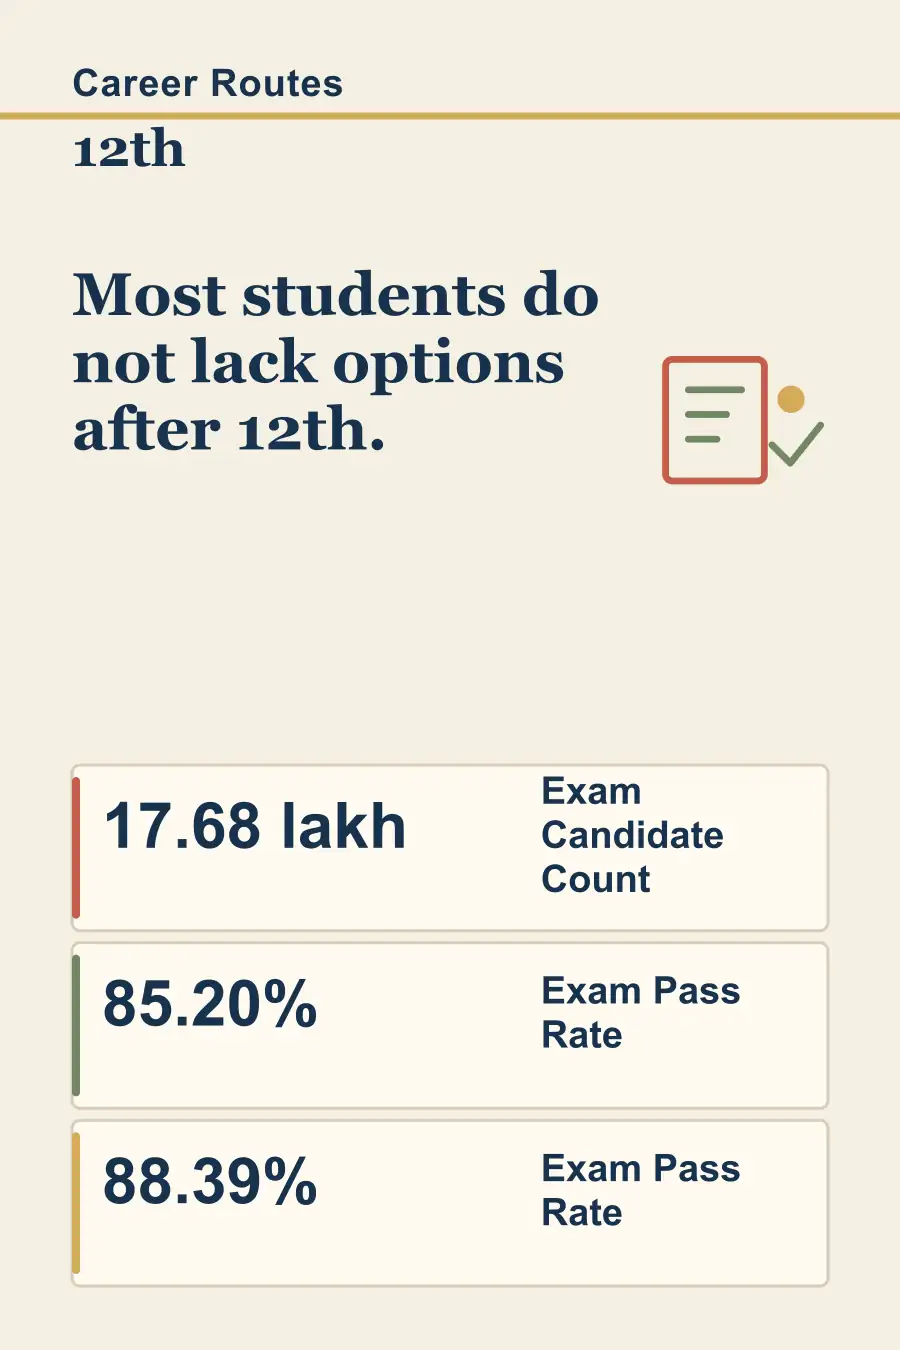 Career Routes
12th
Most students do
not lack options
after 12th.
17.68 lakh
Exam
Candidate
Count
85.20%
Exam Pass
Rate
88.39%
Exam Pass
Rate